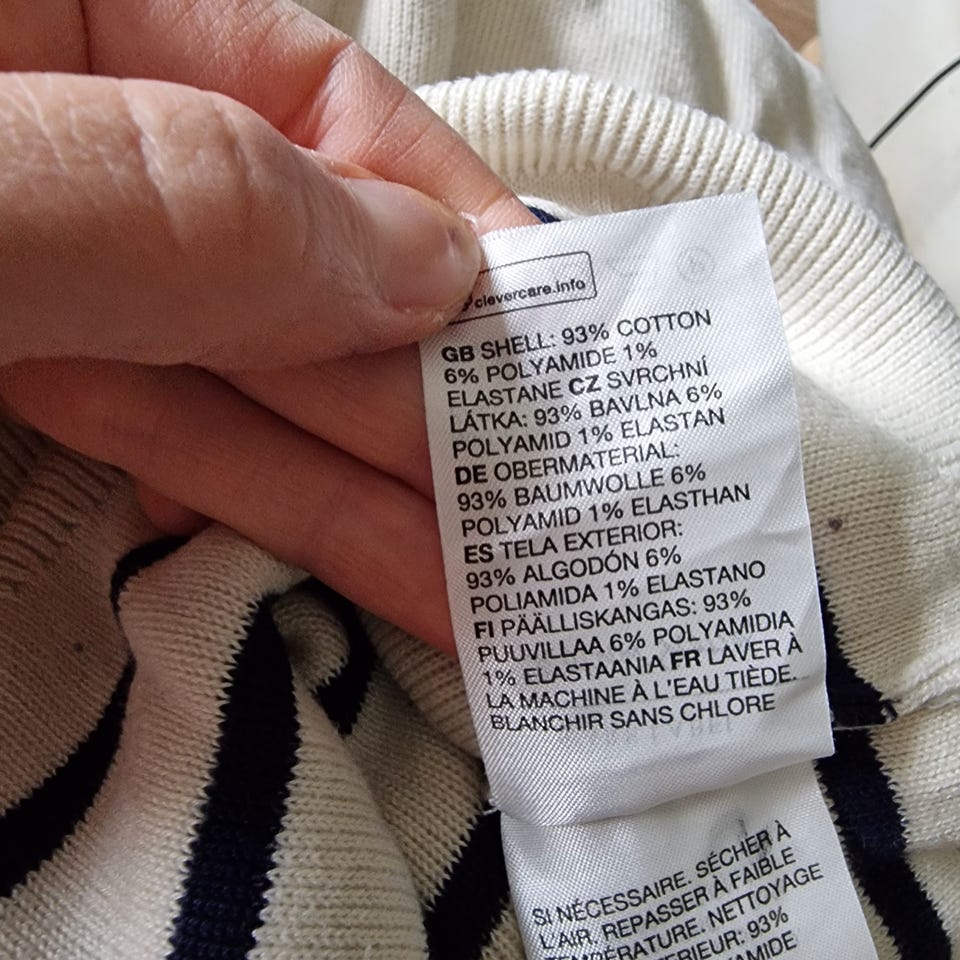 clevercare.info
GB SHELL: 93% COTTON
6% POLYAMIDE 1%
ELASTANE CZ SVRCHNÍ
LÁTKA: 93% BAVLNA 6%
POLYAMID 1% ELASTAN
DE OBERMATERIAL:
93% BAUMWOLLE 6%
POLYAMID 1% ELASTHAN
ES TELA EXTERIOR:
93% ALGODÓN 6%
POLIAMIDA 1% ELASTANO
FI PÄÄLLISKANGAS: 93%
PUUVILLAA 6% POLYAMIDIA
1% ELASTAANIA FR LAVER À
LA MACHINE À L'EAU TIÈDE.
BLANCHIR SANS CHLORE
SI NÉCESSAIRE. SÉCHER À
L'AIR. REPASSER À FAIBLE
NETTOYAGE
93%